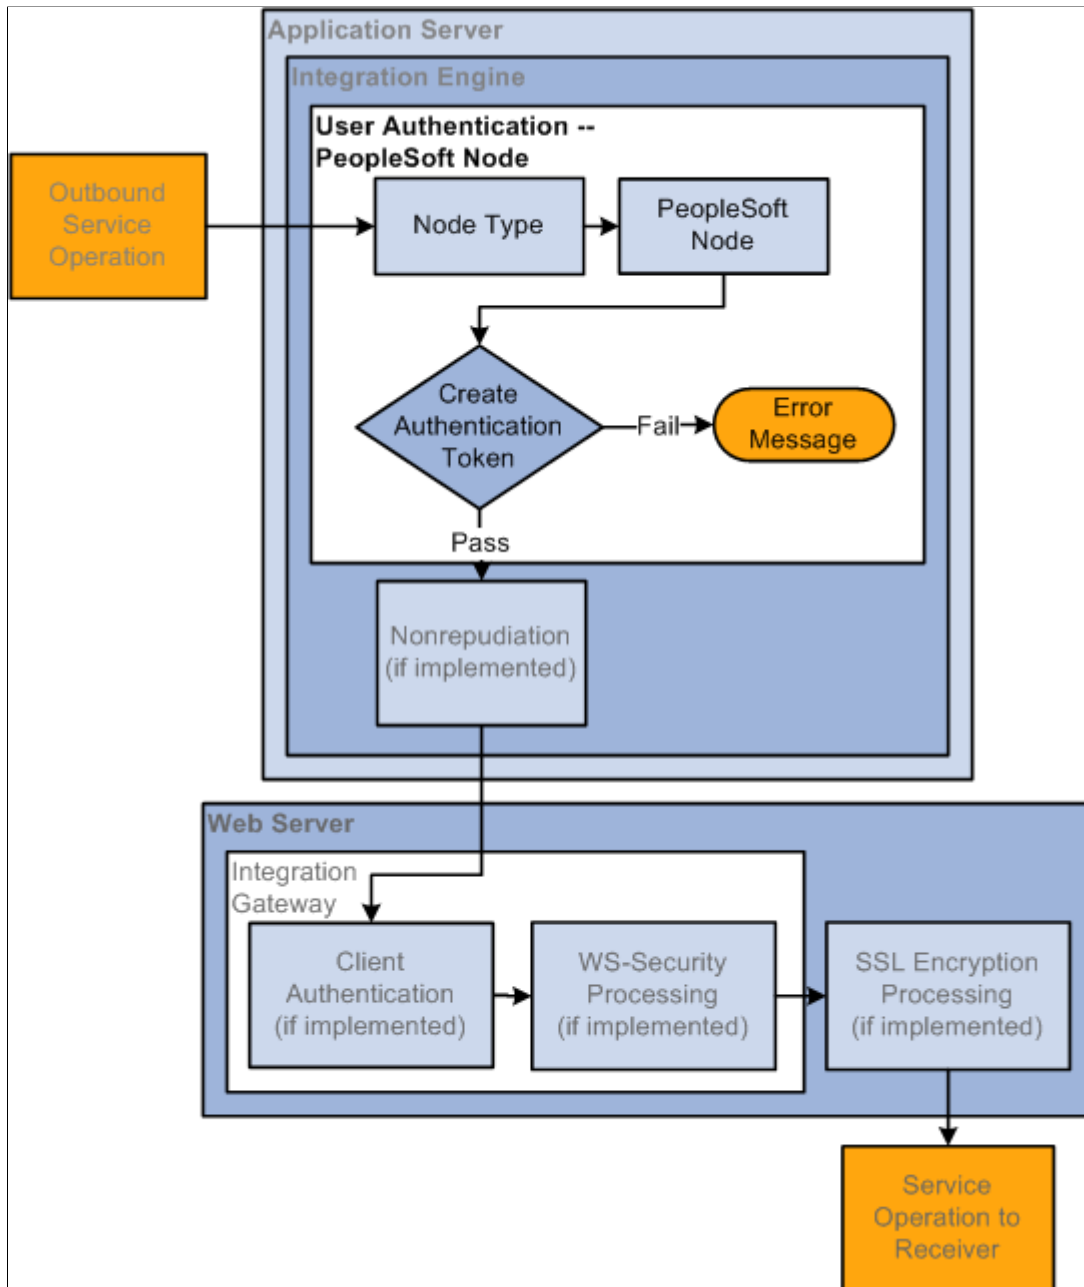 Application Server
Integration Engine
User Authentication --
PeopleSoft Node
Outbound
Service
Operation
Node Type
PeopleSoft
Node
Create
Authentication
Token
Fail
Error
Message
Pass
Nonrepudiation
(if implemented)
Web Server
Integration
Gateway
Client
Authentication
(if implemented)
WS-Security
Processing
(if implemented)
SSL Encryption
Processing
(if implemented)
Service
Operation to
Receiver